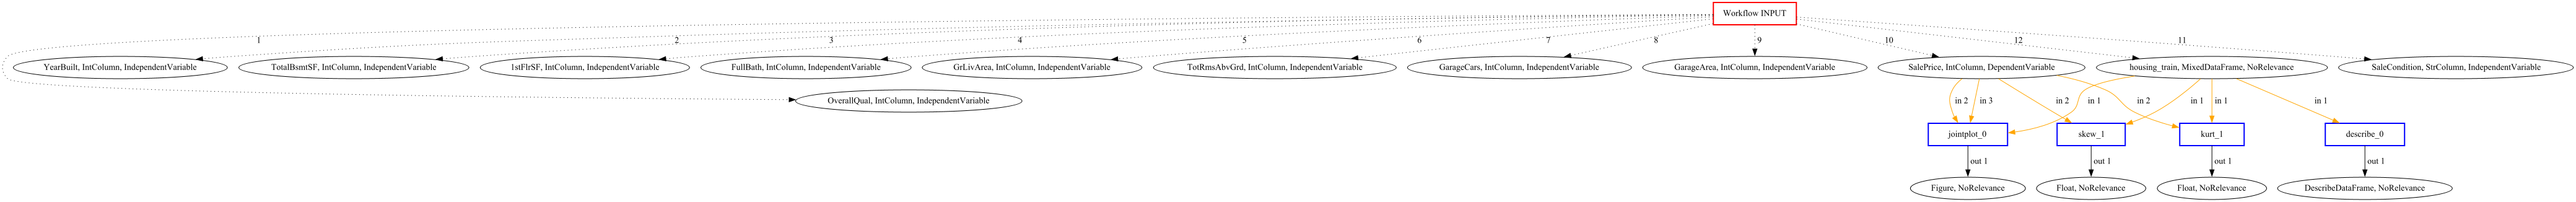 Workflow INPUT
1
2
3
4
5
6
7
8
9
10
12
11
YearBuilt, IntColumn, IndependentVariable
TotalBsmtSF, IntColumn, IndependentVariable
1stFlrSF, IntColumn, IndependentVariable
FullBath, IntColumn, IndependentVariable
GrLivArea, IntColumn, IndependentVariable
TotRmsAbvGrd, IntColumn, IndependentVariable
GarageCars, IntColumn, IndependentVariable
GarageArea, IntColumn, IndependentVariable
SalePrice, IntColumn, DependentVariable
housing_train, MixedDataFrame, NoRelevance
SaleCondition, StrColumn, IndependentVariable
OverallQual, IntColumn, IndependentVariable
in 2
in 3
in 2
in 1
in 2
in 1
in 1
in 1
jointplot_0
skew_1
kurt_1
describe_0
out 1
out 1
out 1
out 1
Figure, NoRelevance
Float, NoRelevance
Float, NoRelevance
DescribeDataFrame, NoRelevance